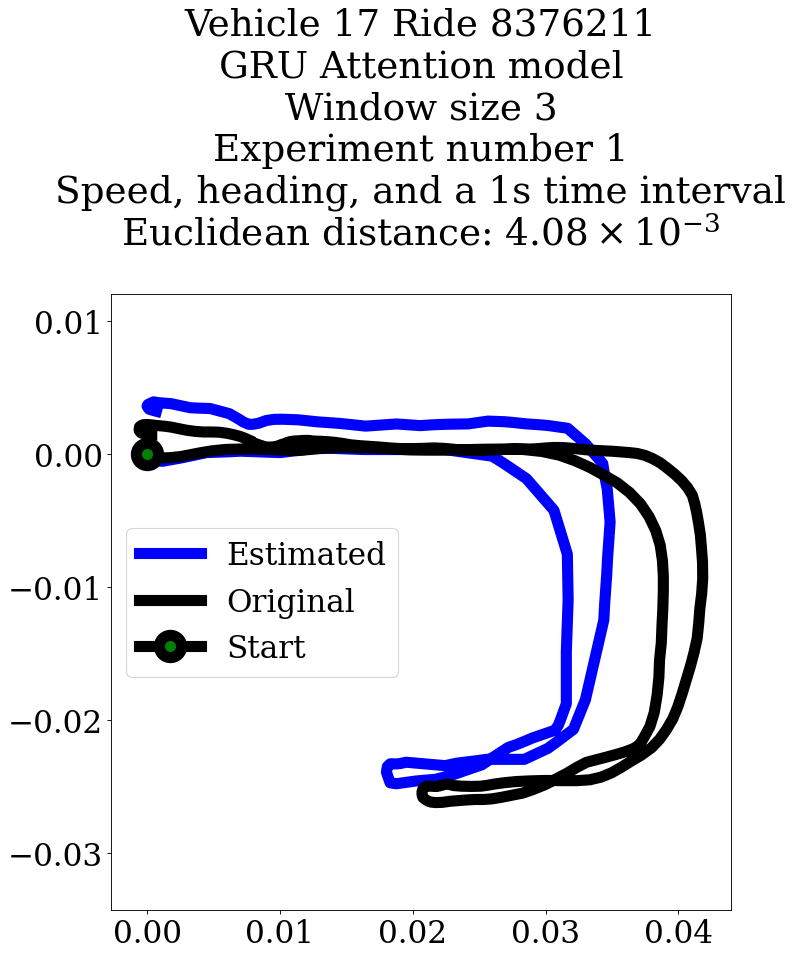 Vehicle 17 Ride 8376211
GRU Attention model
Window size 3
Experiment number 1
Speed, heading, and a 1s time interval
Euclidean distance: 4.08 × 10⁻³
0.01
0.00
−0.01
−0.02
−0.03
Estimated
Original
Start
0.00 0.01 0.02 0.03 0.04